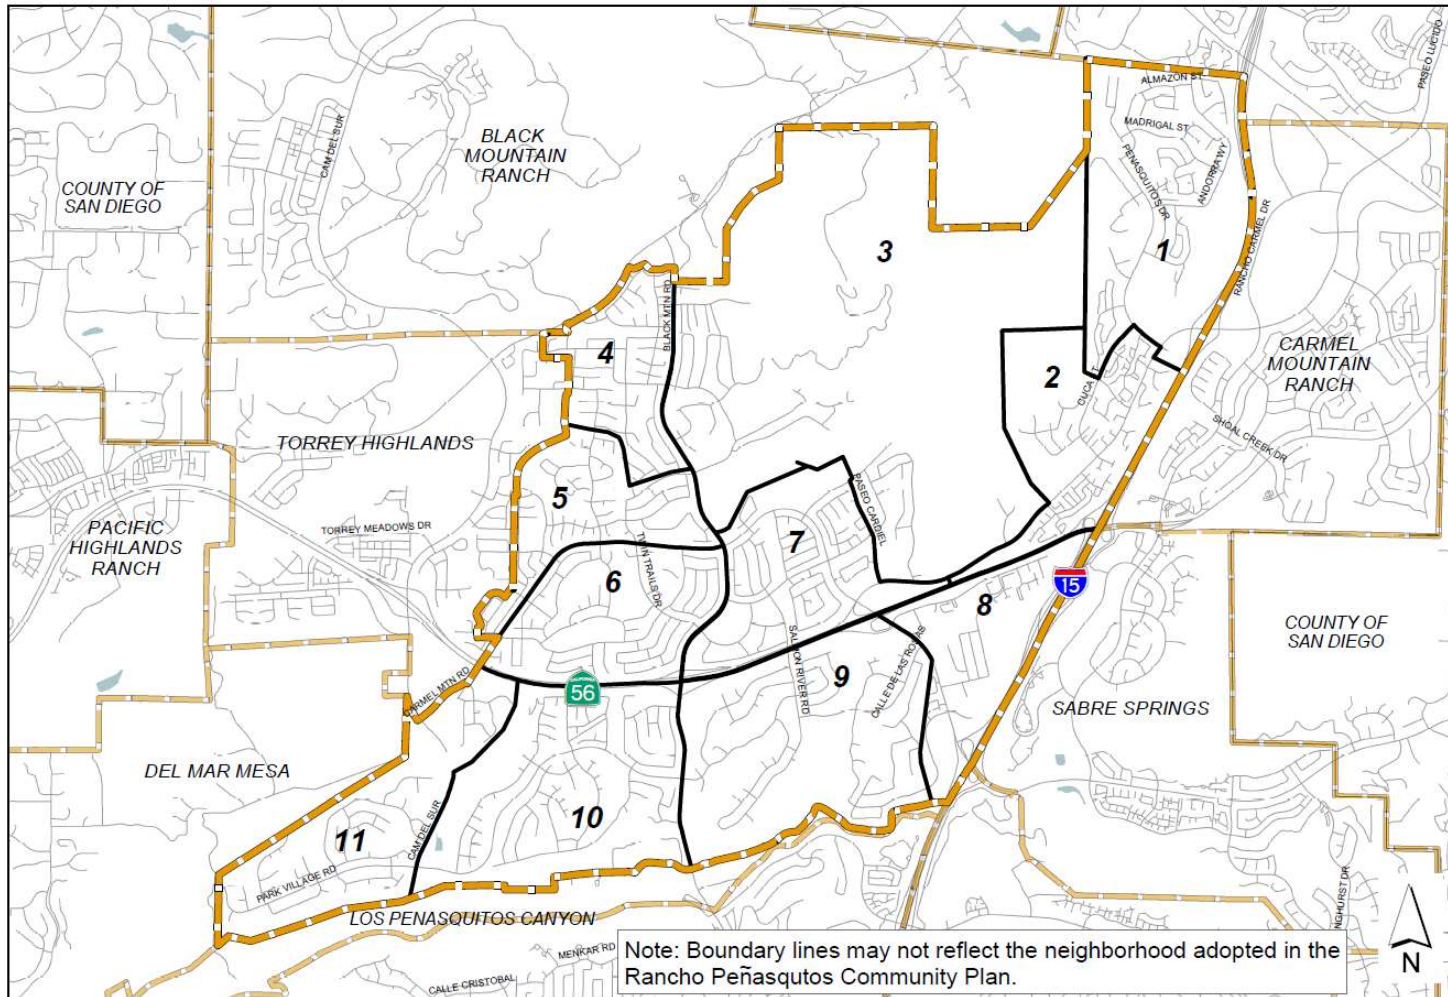 PASEO LUCIDO
ALMAZON ST
MADRIGAL ST
PENASQUITOS DR
ANDORRA WY
CAM DEL SUR
BLACK
MOUNTAIN
RANCH
COUNTY OF
SAN DIEGO
3
1
RANCHO CARMEL DR
BLACK MTN RD
4
2
CUCA ST
CARMEL
MOUNTAIN
RANCH
SHOAL CREEK DR
TORREY HIGHLANDS
5
PASEO CARDIEL
PACIFIC
HIGHLANDS
RANCH
TORREY MEADOWS DR
7
TWIN TRAILS DR
6
8
15
COUNTY OF
SAN DIEGO
SALMON RIVER RD
CALLE DE LAS ROSAS
9
CARMEL MTN RD
CALIFORNIA
56
SABRE SPRINGS
DEL MAR MESA
10
11
CAM DEL SUR
PARK VILLAGE RD
LOS PENASQUITOS CANYON
MENKAR RD
CALLE CRISTOBAL
NGHURST DR
Note: Boundary lines may not reflect the neighborhood adopted in the
Rancho Peñasqutos Community Plan.
N